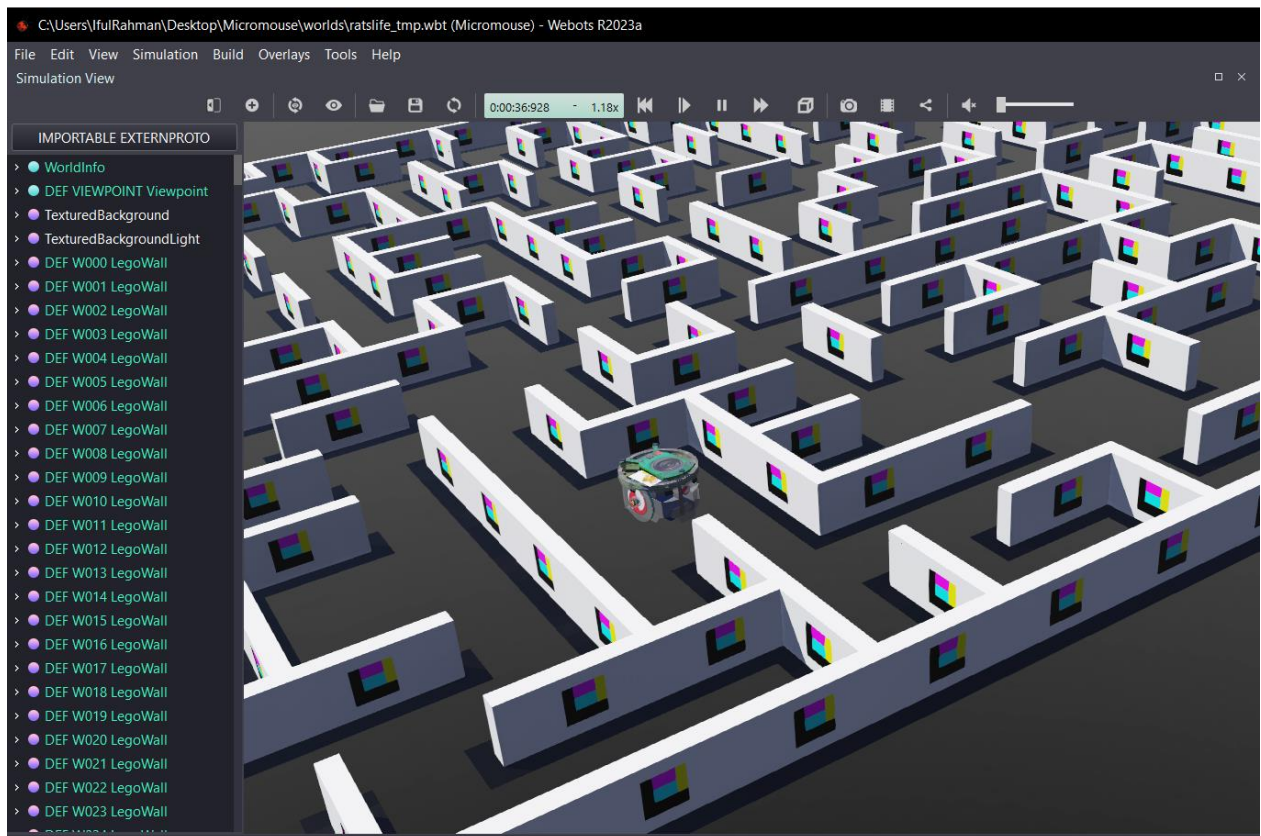 C:\Users\IfulRahman\Desktop\Micromouse\worlds\ratslife_tmp.wbt (Micromouse) - Webots R2023a
File Edit View Simulation Build Overlays Tools Help
Simulation View
0:00:36:928 - 1.18x
IMPORTABLE EXTERNPROTO
WorldInfo
DEF VIEWPOINT Viewpoint
TexturedBackground
TexturedBackgroundLight
DEF W000 LegoWall
DEF W001 LegoWall
DEF W002 LegoWall
DEF W003 LegoWall
DEF W004 LegoWall
DEF W005 LegoWall
DEF W006 LegoWall
DEF W007 LegoWall
DEF W008 LegoWall
DEF W009 LegoWall
DEF W010 LegoWall
DEF W011 LegoWall
DEF W012 LegoWall
DEF W013 LegoWall
DEF W014 LegoWall
DEF W015 LegoWall
DEF W016 LegoWall
DEF W017 LegoWall
DEF W018 LegoWall
DEF W019 LegoWall
DEF W020 LegoWall
DEF W021 LegoWall
DEF W022 LegoWall
DEF W023 LegoWall